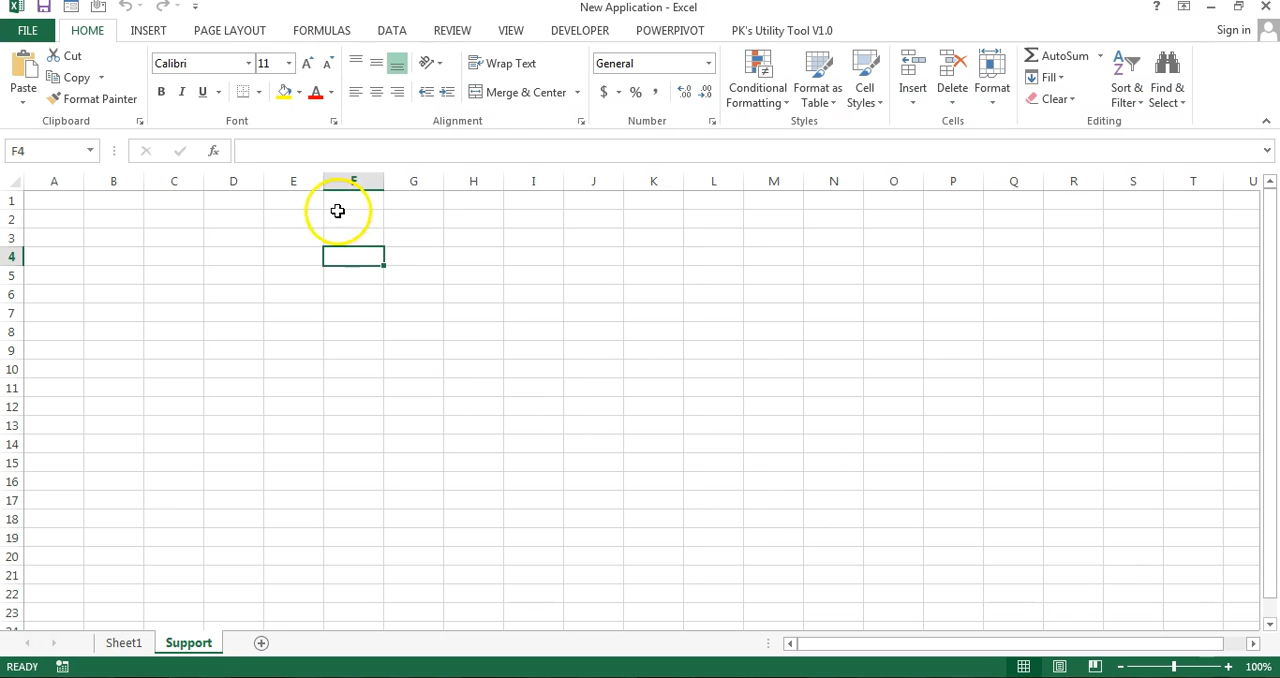 New Application - Excel
FILE HOME INSERT PAGE LAYOUT FORMULAS DATA REVIEW VIEW DEVELOPER POWERPIVOT PK's Utility Tool V1.0 Sign in
Paste
Cut
Copy
Format Painter
Clipboard
Calibri 11
B I U A
Font
Wrap Text
Merge & Center
Alignment
General
$ % ,
Number
Conditional Formatting
Format as Table
Cell Styles
Styles
Insert Delete Format
Cells
AutoSum
Fill
Clear
Sort & Filter
Find & Select
Editing
F4 fx
A B C D E F G H I J K L M N O P Q R S T U
1
2
3
4
5
6
7
8
9
10
11
12
13
14
15
16
17
18
19
20
21
22
23
Sheet1 Support
READY 100%